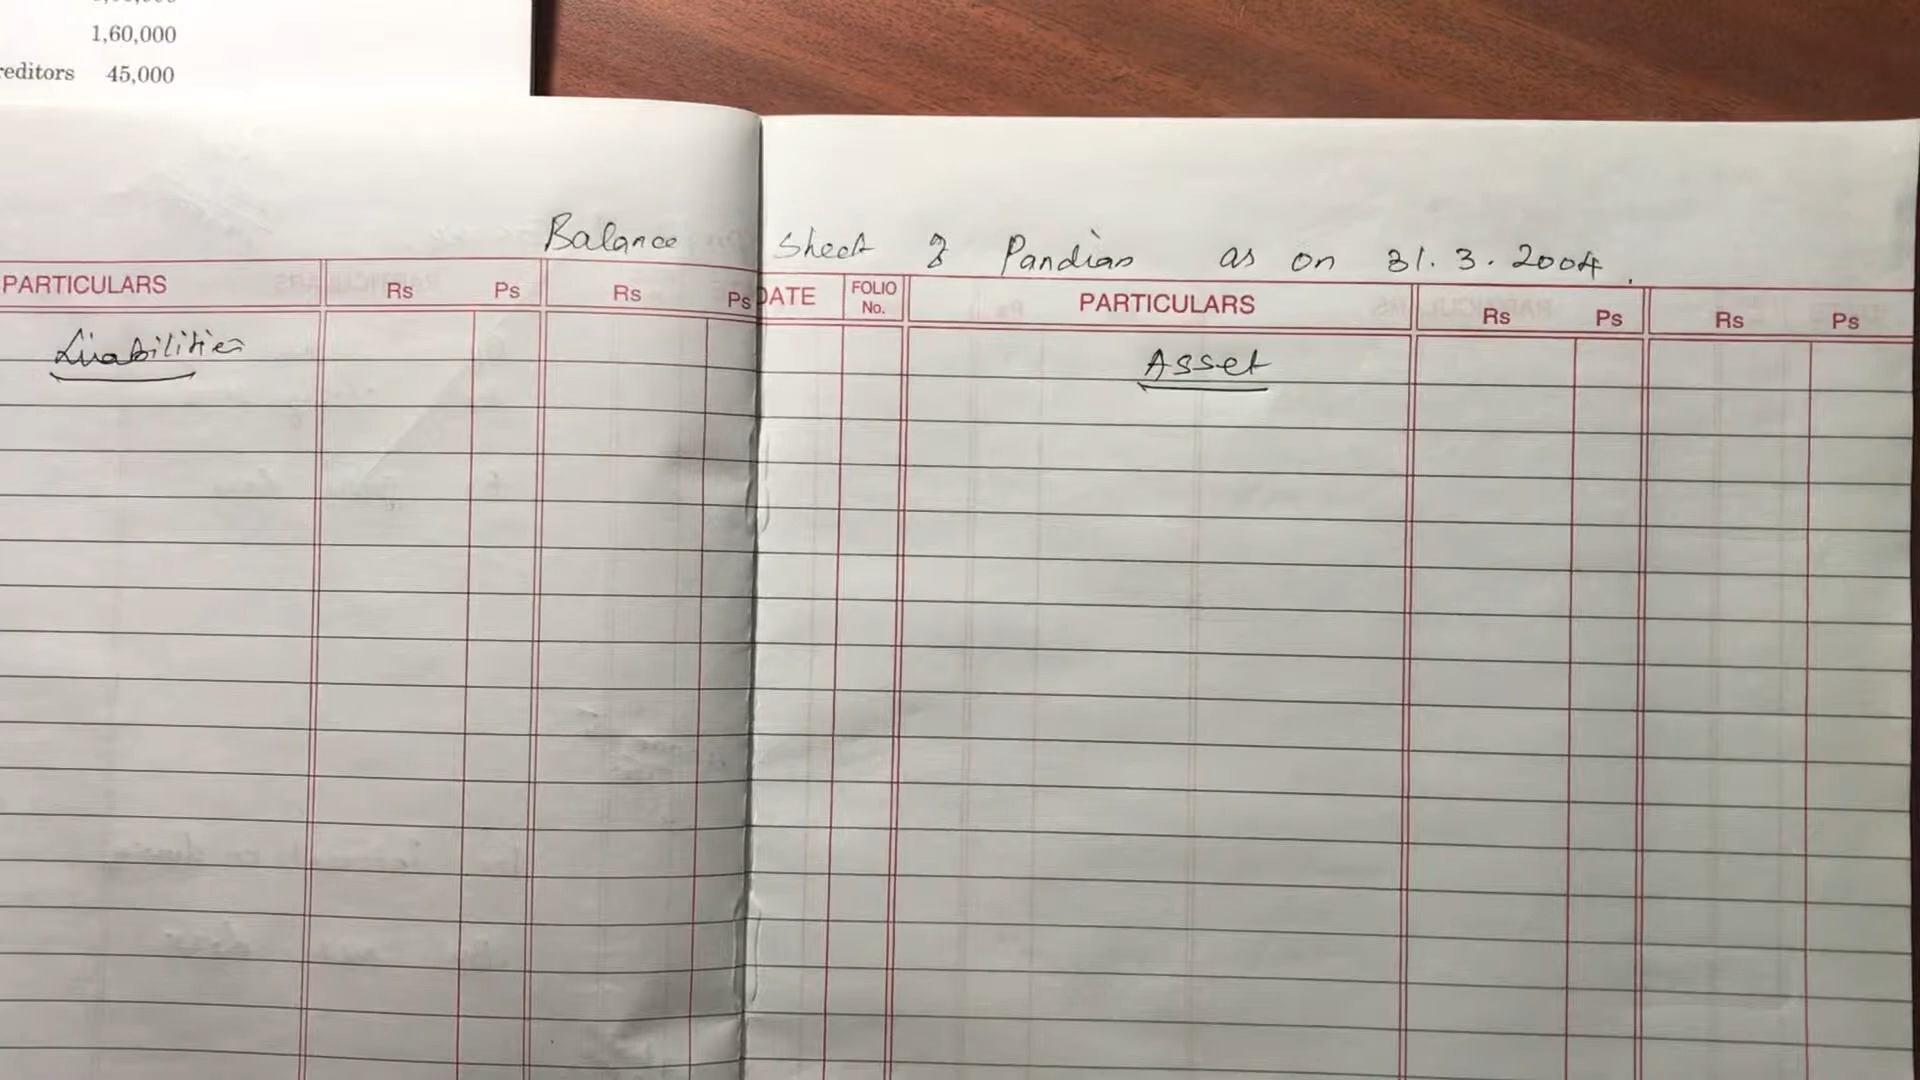 1,60,000
reditors 45,000
Balance Sheet of Pandian as on 31.3.2004.
PARTICULARS Rs Ps Rs Ps DATE FOLIO No. PARTICULARS Rs Ps Rs Ps
Liabilities Asset